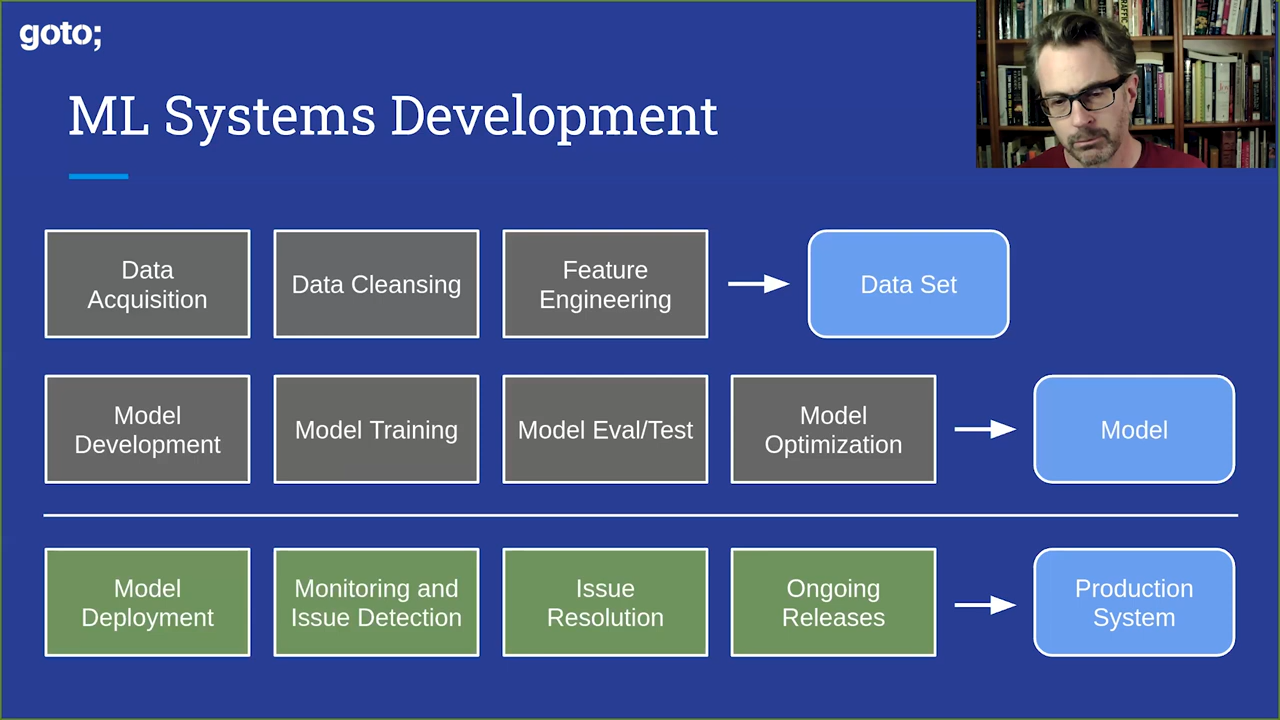 goto;
ML Systems Development
Data
Acquisition
Data Cleansing
Feature
Engineering
Data Set
Model
Development
Model Training
Model Eval/Test
Model
Optimization
Model
Model
Deployment
Monitoring and
Issue Detection
Issue
Resolution
Ongoing
Releases
Production
System